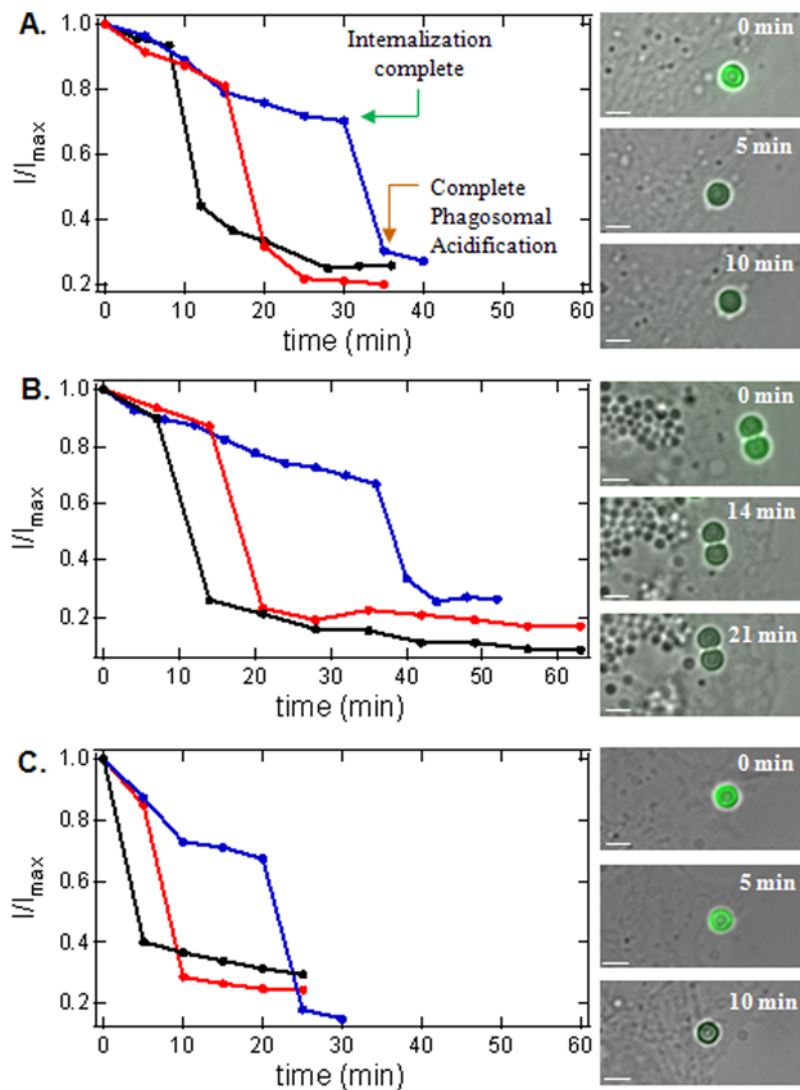 A.
Internalization
complete
Complete
Phagosomal
Acidification
1.0
0.8
0.6
0.4
0.2
I/Imax
0 10 20 30 40 50 60
time (min)
0 min
5 min
10 min
B.
1.0
0.8
0.6
0.4
0.2
I/Imax
0 10 20 30 40 50 60
time (min)
0 min
14 min
21 min
C.
1.0
0.8
0.6
0.4
0.2
I/Imax
0 10 20 30 40 50 60
time (min)
0 min
5 min
10 min